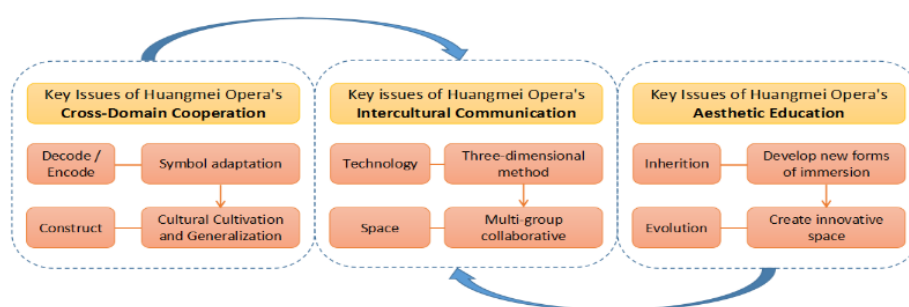 Key Issues of Huangmei Opera's
Cross-Domain Cooperation
Decode /
Encode
Symbol adaptation
Construct
Cultural Cultivation
and Generalization
Key issues of Huangmei Opera's
Intercultural Communication
Technology
Three-dimensional
method
Space
Multi-group
collaborative
Key Issues of Huangmei Opera's
Aesthetic Education
Inherition
Develop new forms
of immersion
Evolution
Create innovative
space